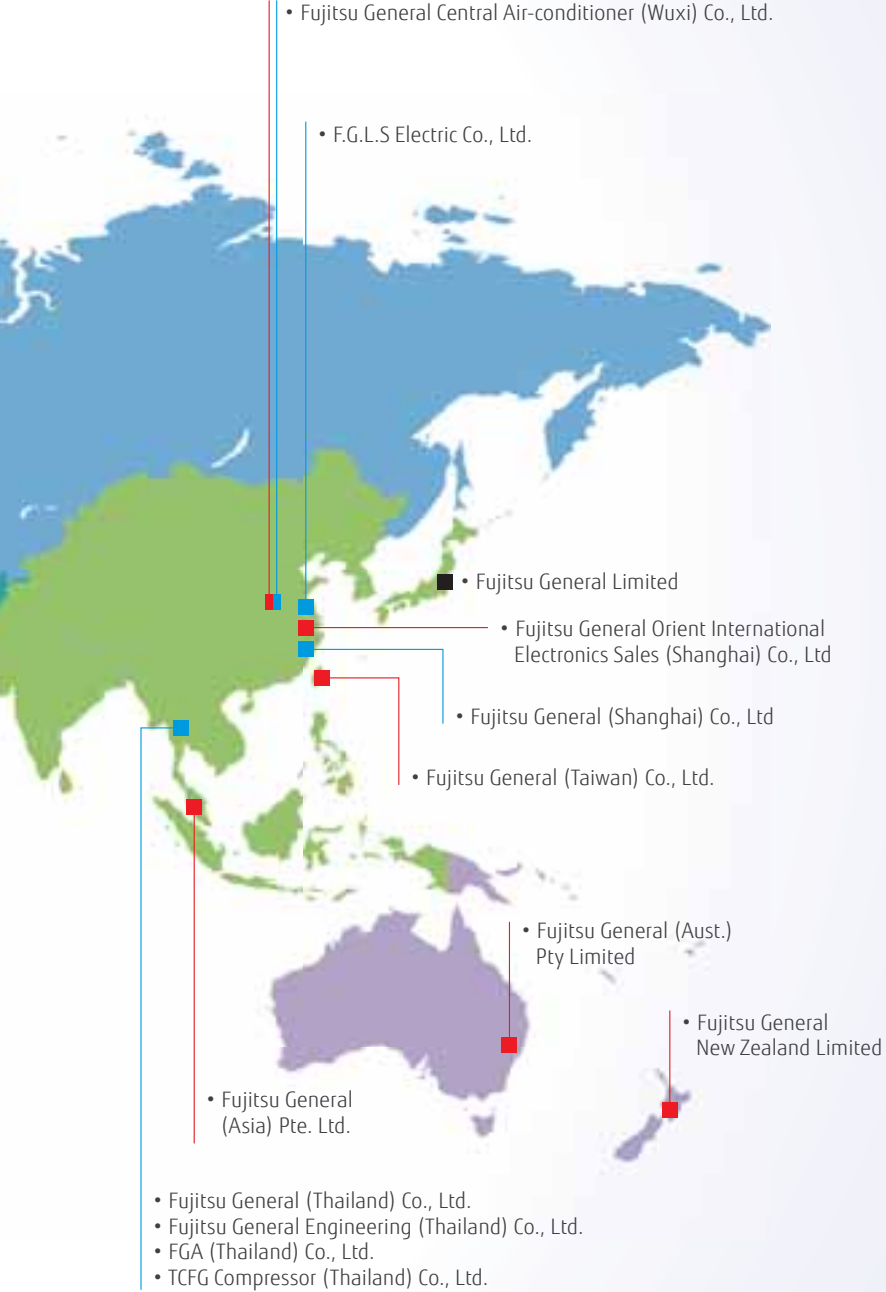 • Fujitsu General Central Air-conditioner (Wuxi) Co., Ltd.
• F.G.L.S Electric Co., Ltd.
• Fujitsu General Limited
• Fujitsu General Orient International
Electronics Sales (Shanghai) Co., Ltd
• Fujitsu General (Shanghai) Co., Ltd
• Fujitsu General (Taiwan) Co., Ltd.
• Fujitsu General (Aust.)
Pty Limited
• Fujitsu General
New Zealand Limited
• Fujitsu General
(Asia) Pte. Ltd.
• Fujitsu General (Thailand) Co., Ltd.
• Fujitsu General Engineering (Thailand) Co., Ltd.
• FGA (Thailand) Co., Ltd.
• TCFG Compressor (Thailand) Co., Ltd.